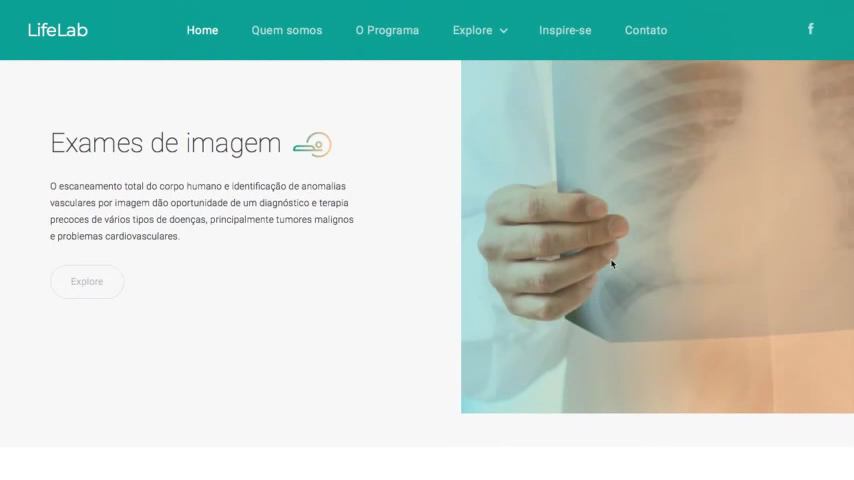 LifeLab
Home
Quem somos
O Programa
Explore
Inspire-se
Contato
f
Exames de imagem
O escaneamento total do corpo humano e identificação de anomalias
vasculares por imagem dão oportunidade de um diagnóstico e terapia
precoces de vários tipos de doenças, principalmente tumores malignos
e problemas cardiovasculares.
Explore